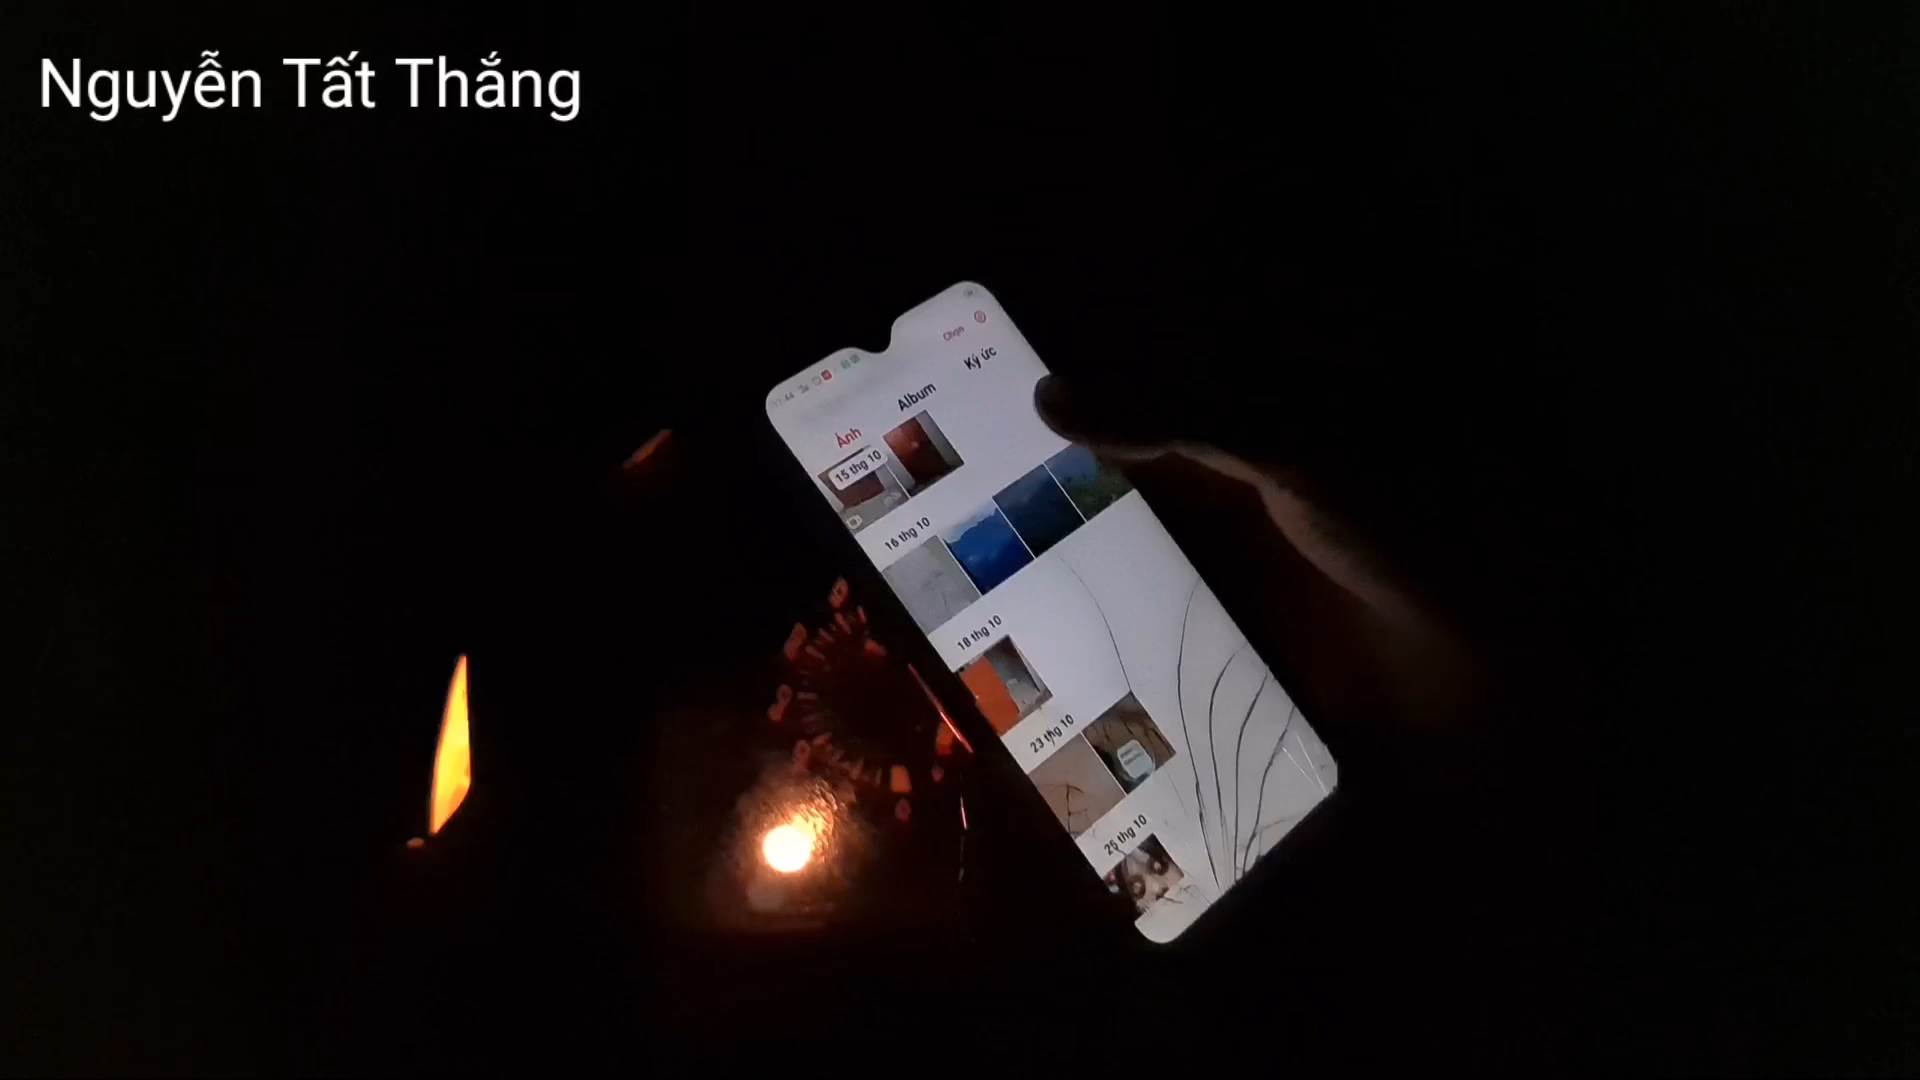 Nguyễn Tất Thắng
Chọn
Ảnh Album Ký ức
15 thg 10
16 thg 10
18 thg 10
23 thg 10
25 thg 10